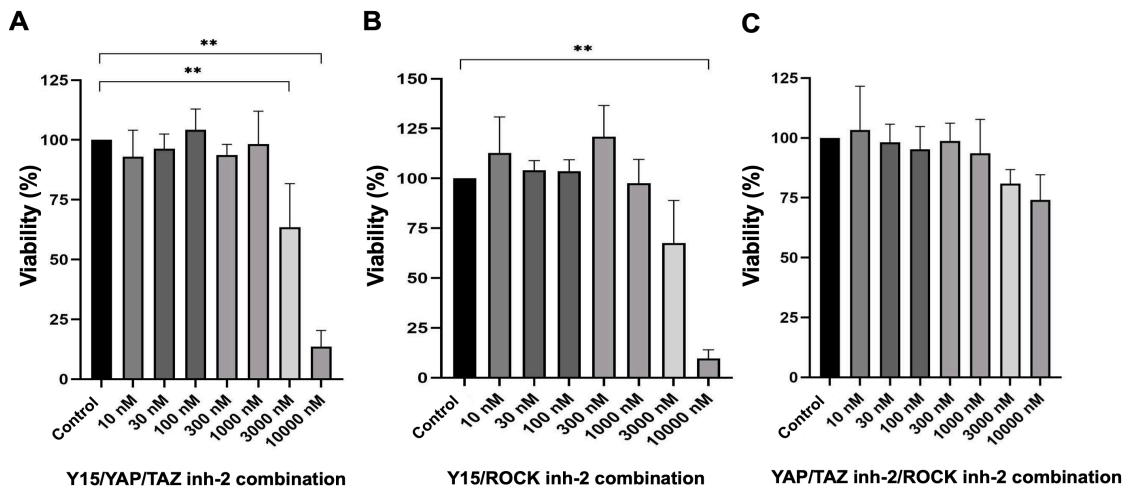 A
**
**
Viability (%)
125
100
75
50
25
0
Control
10 nM
30 nM
100 nM
300 nM
1000 nM
3000 nM
10000 nM
Y15/YAP/TAZ inh-2 combination
B
**
Viability (%)
150
125
100
75
50
25
0
Control
10 nM
30 nM
100 nM
300 nM
1000 nM
3000 nM
10000 nM
Y15/ROCK inh-2 combination
C
Viability (%)
125
100
75
50
25
0
Control
10 nM
30 nM
100 nM
300 nM
1000 nM
3000 nM
10000 nM
YAP/TAZ inh-2/ROCK inh-2 combination